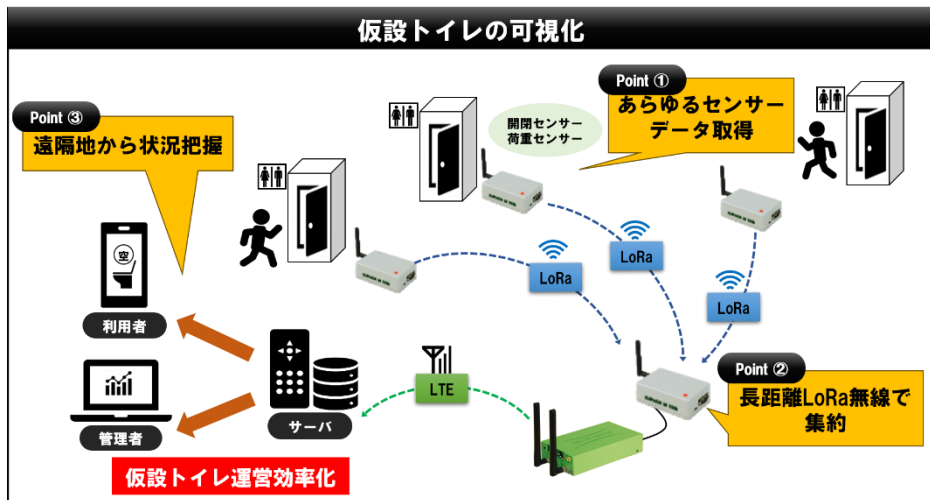 仮設トイレの可視化
Point ①
あらゆるセンサー
データ取得
Point ③
遠隔地から状況把握
開閉センサー
荷重センサー
LoRa
LoRa
LoRa
空
利用者
Point ②
長距離LoRa無線で
集約
LTE
サーバ
管理者
仮設トイレ運営効率化